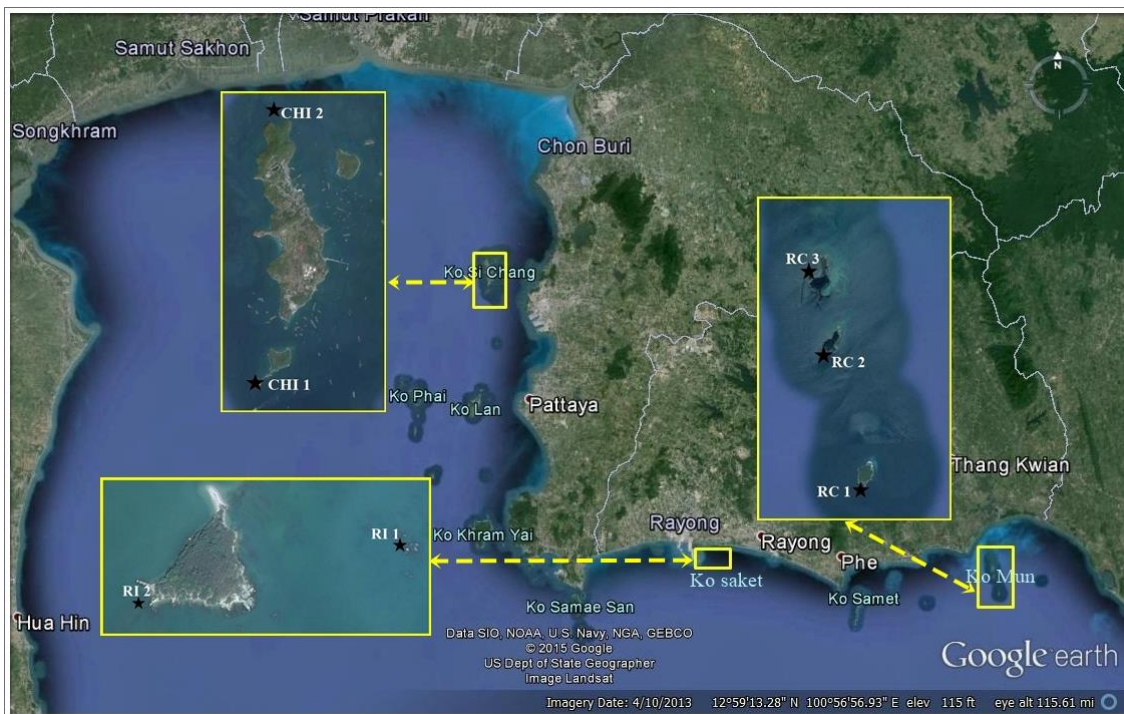 Samut Prakan
Samut Sakhon
N
CHI 2
Songkhram
Chon Buri
RC 3
Ko Si Chang
RC 2
CHI 1
Ko Phai
Ko Lan
Pattaya
Thang Kwian
RC 1
Rayong
RI 1
Ko Khram Yai
Rayong
Phe
Ko saket
Ko Mun
RI 2
Ko Samet
Ko Samae San
Hua Hin
Data SIO, NOAA, U.S. Navy, NGA, GEBCO
© 2015 Google
US Dept of State Geographer
Image Landsat
Google earth
Imagery Date: 4/10/2013 12°59'13.28" N 100°56'56.93" E elev 115 ft eye alt 115.61 mi